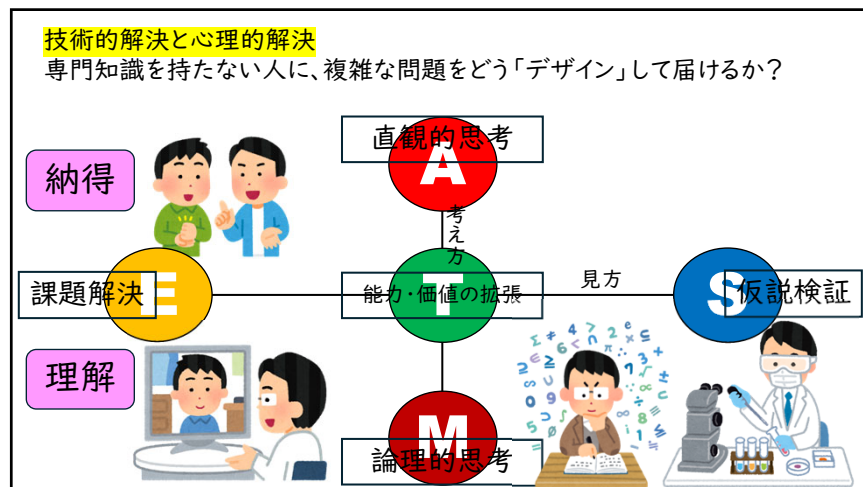 技術的解決と心理的解決
専門知識を持たない人に、複雑な問題をどう「デザイン」して届けるか？
直観的思考
A
納得
考え方
E
課題解決
T
能力・価値の拡張
見方
S
仮説検証
理解
M
論理的思考